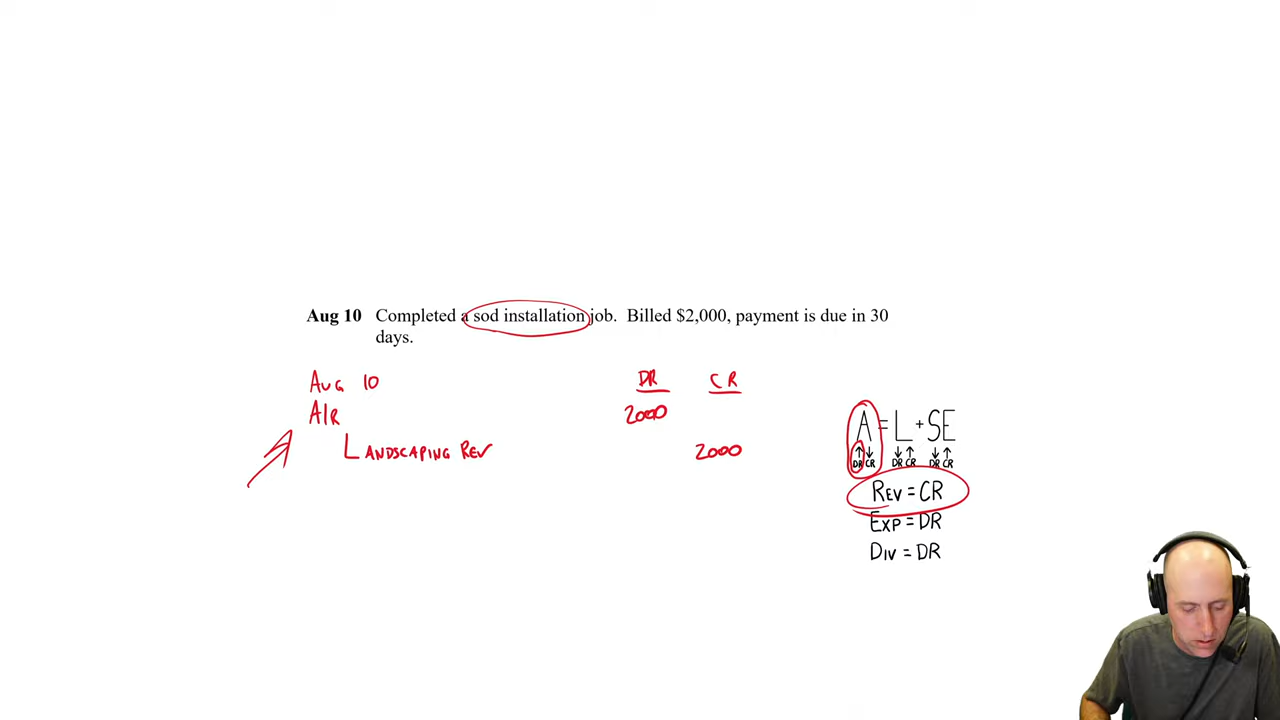 Aug 10 Completed a sod installation job. Billed $2,000, payment is due in 30
days.
AUG 10 DR CR
A/R 2000
LANDSCAPING REV 2000
A = L + SE
DR CR DR CR DR CR
REV = CR
EXP = DR
DIV = DR